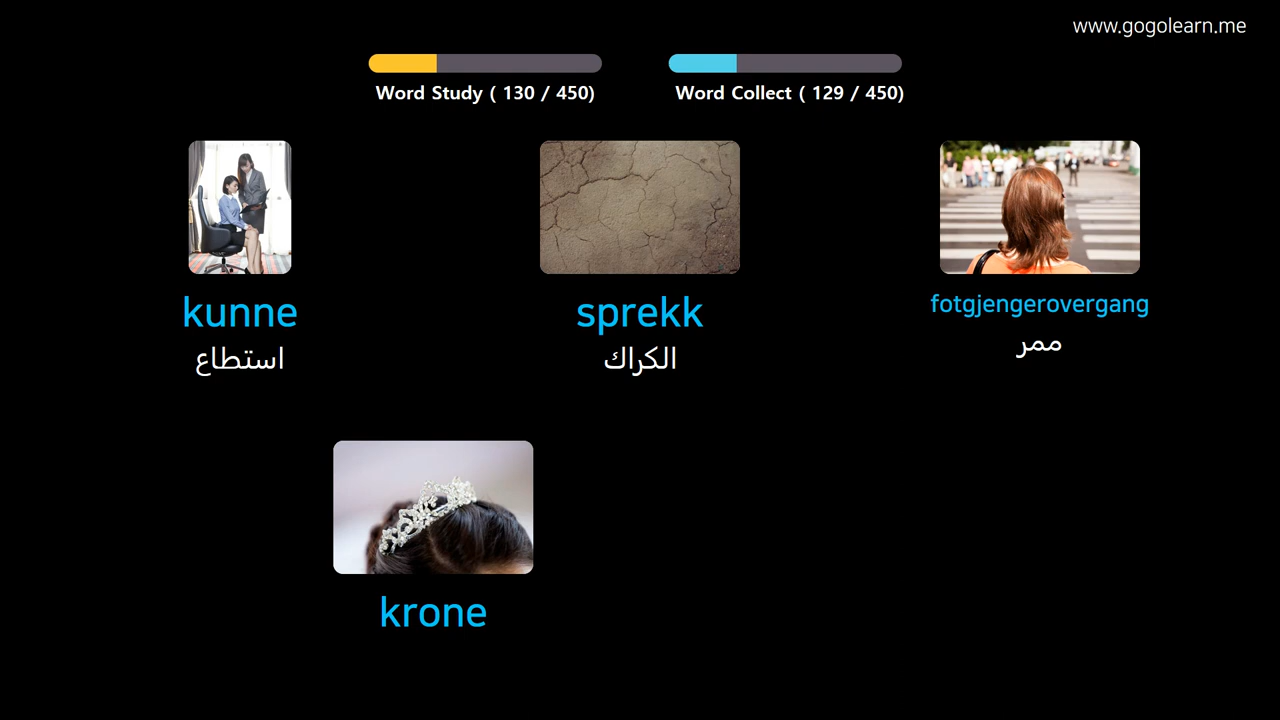 www.gogolearn.me
Word Study ( 130 / 450)
Word Collect ( 129 / 450)
kunne
استطاع
sprekk
الكراك
fotgjengerovergang
ممر
krone